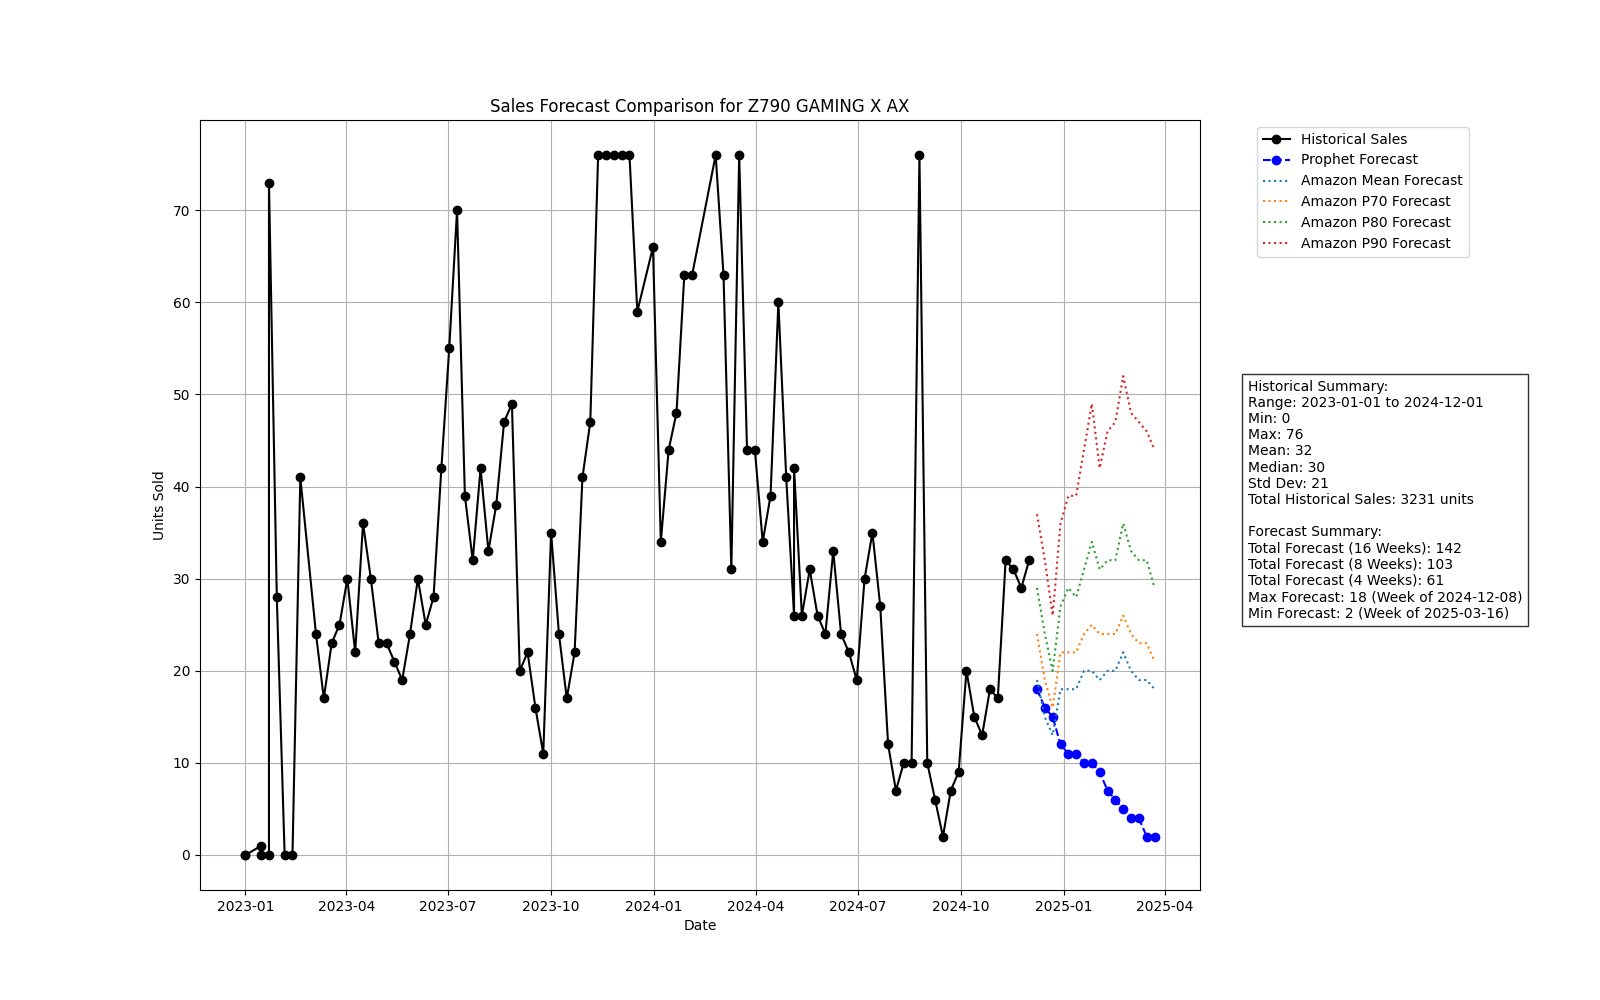 Sales Forecast Comparison for Z790 GAMING X AX
Historical Sales
Prophet Forecast
Amazon Mean Forecast
Amazon P70 Forecast
Amazon P80 Forecast
Amazon P90 Forecast
Units Sold
70
60
50
40
30
20
10
0
2023-01 2023-04 2023-07 2023-10 2024-01 2024-04 2024-07 2024-10 2025-01 2025-04
Date
Historical Summary:
Range: 2023-01-01 to 2024-12-01
Min: 0
Max: 76
Mean: 32
Median: 30
Std Dev: 21
Total Historical Sales: 3231 units
Forecast Summary:
Total Forecast (16 Weeks): 142
Total Forecast (8 Weeks): 103
Total Forecast (4 Weeks): 61
Max Forecast: 18 (Week of 2024-12-08)
Min Forecast: 2 (Week of 2025-03-16)